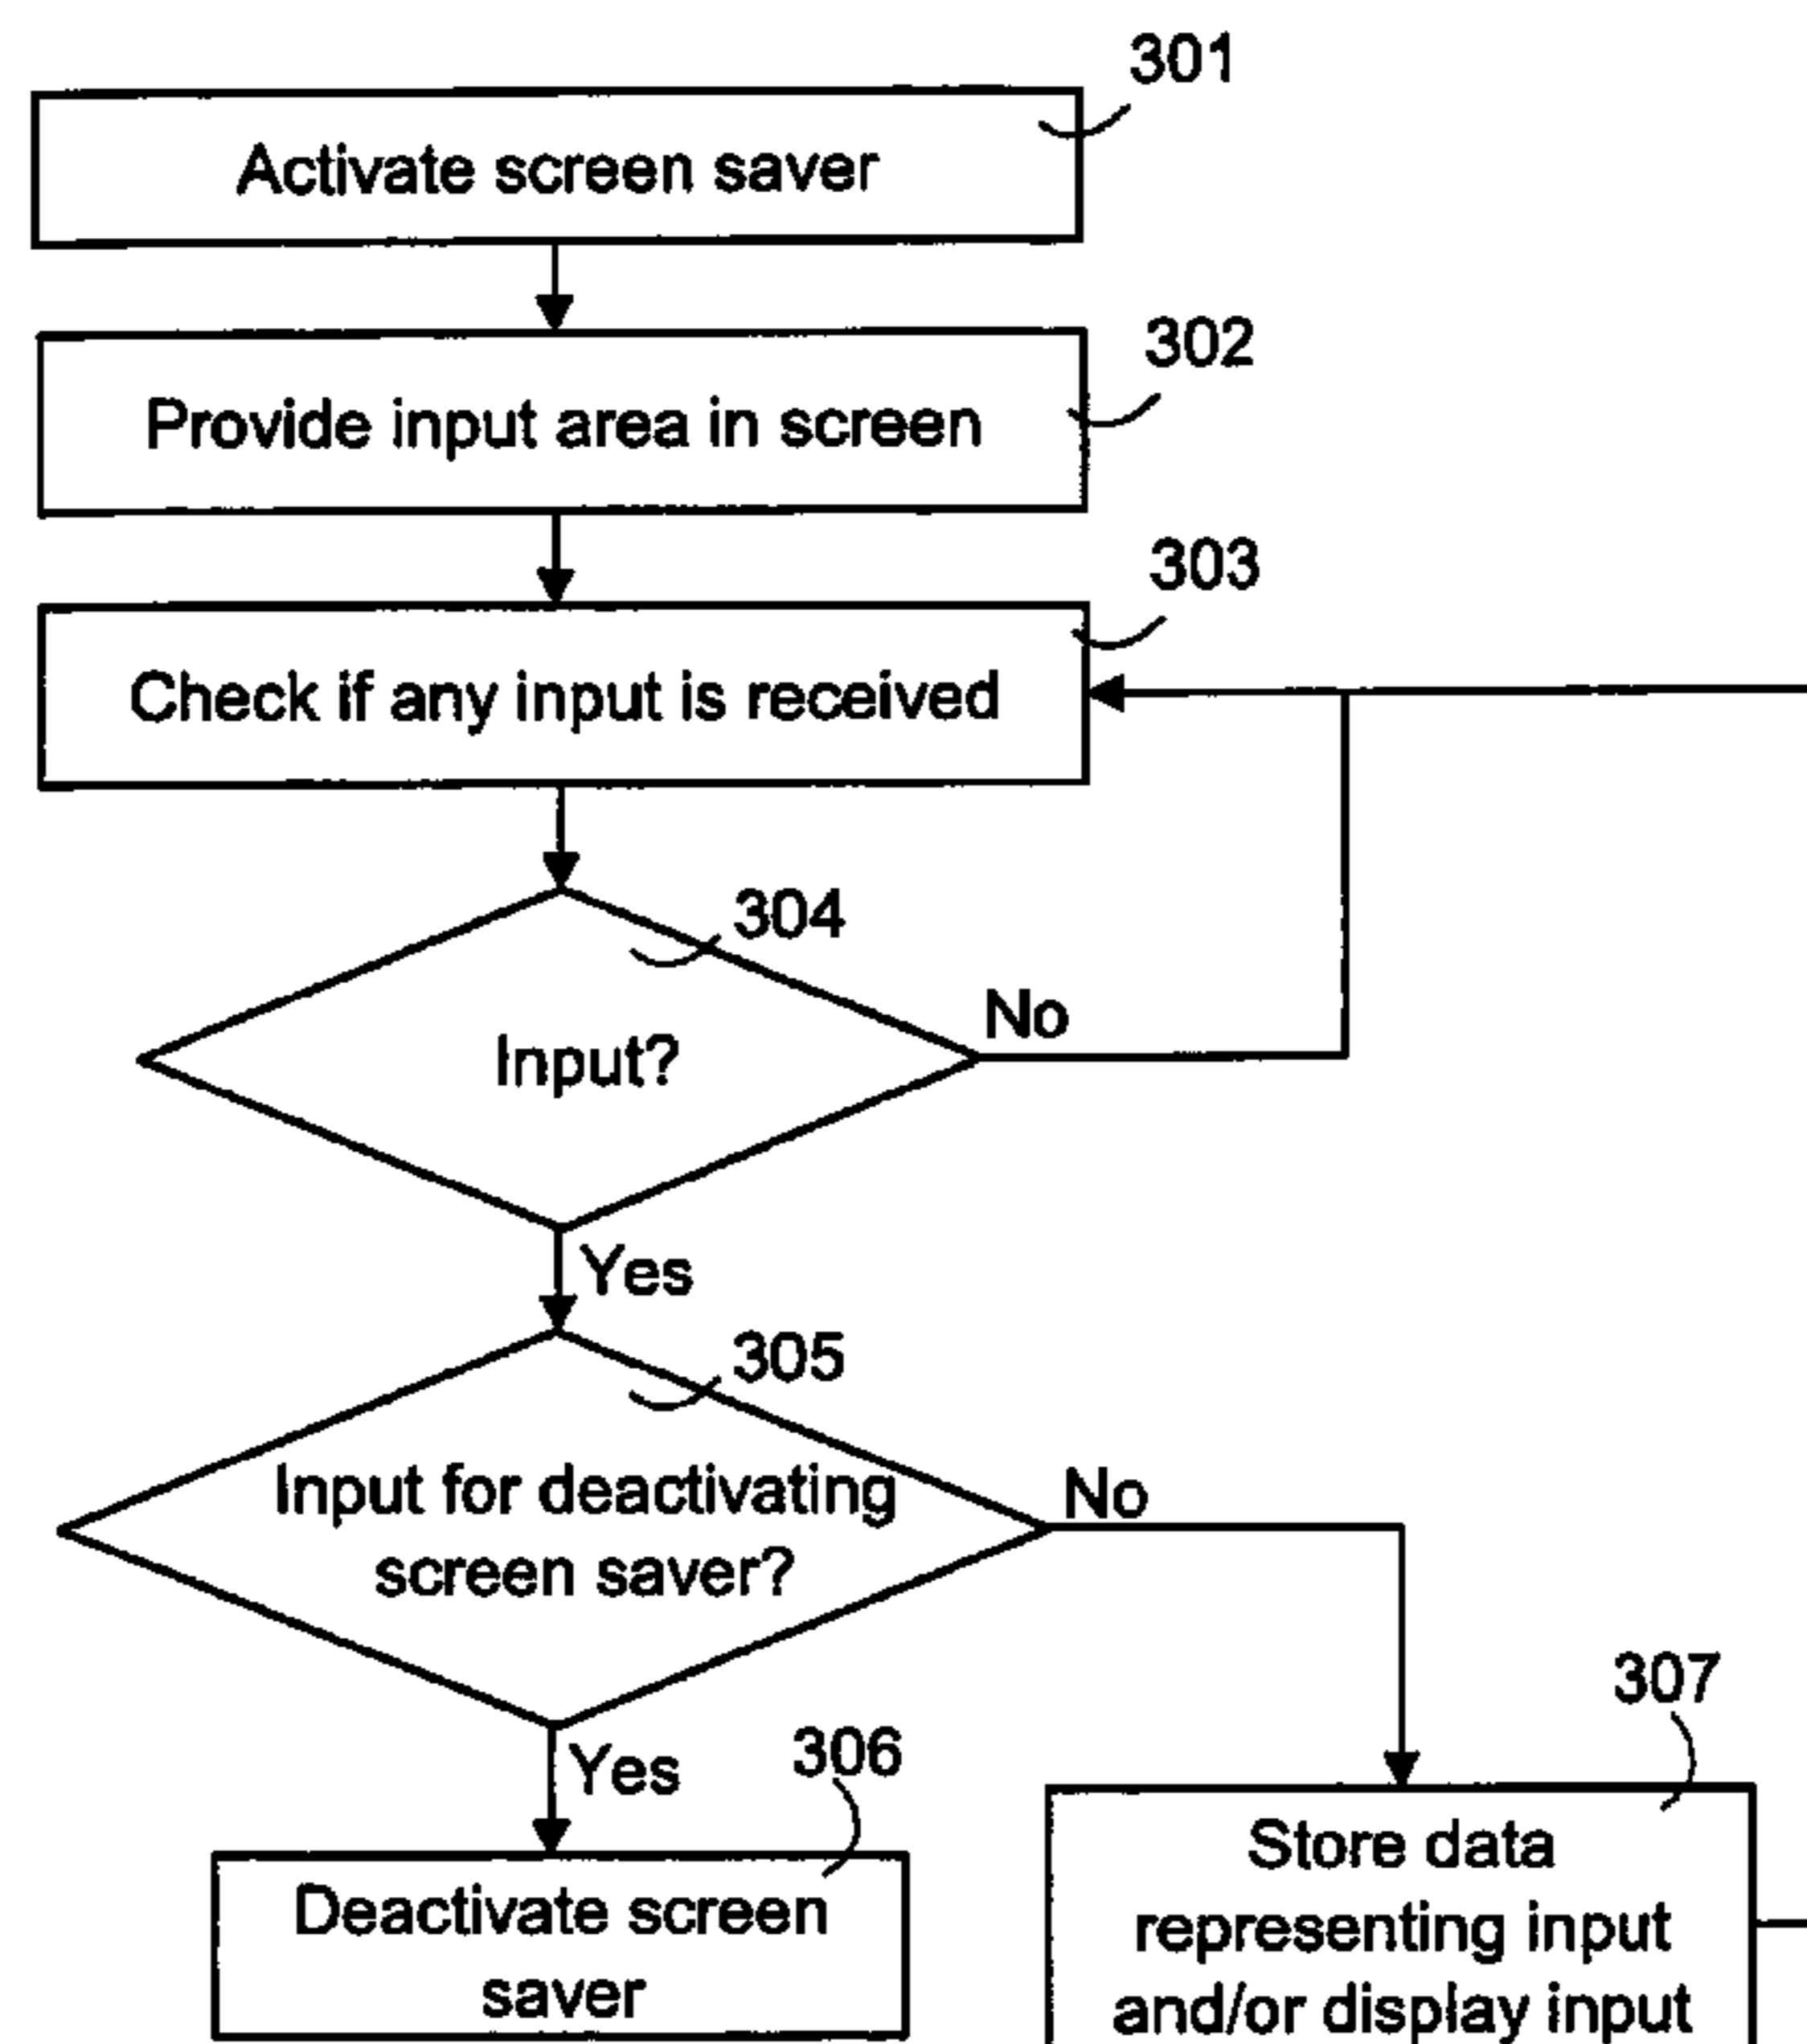 301
Activate screen saver
302
Provide input area in screen
303
Check if any input is received
304
Input?
No
Yes
305
Input for deactivating
screen saver?
No
Yes
306
Deactivate screen
saver
307
Store data
representing input
and/or display input